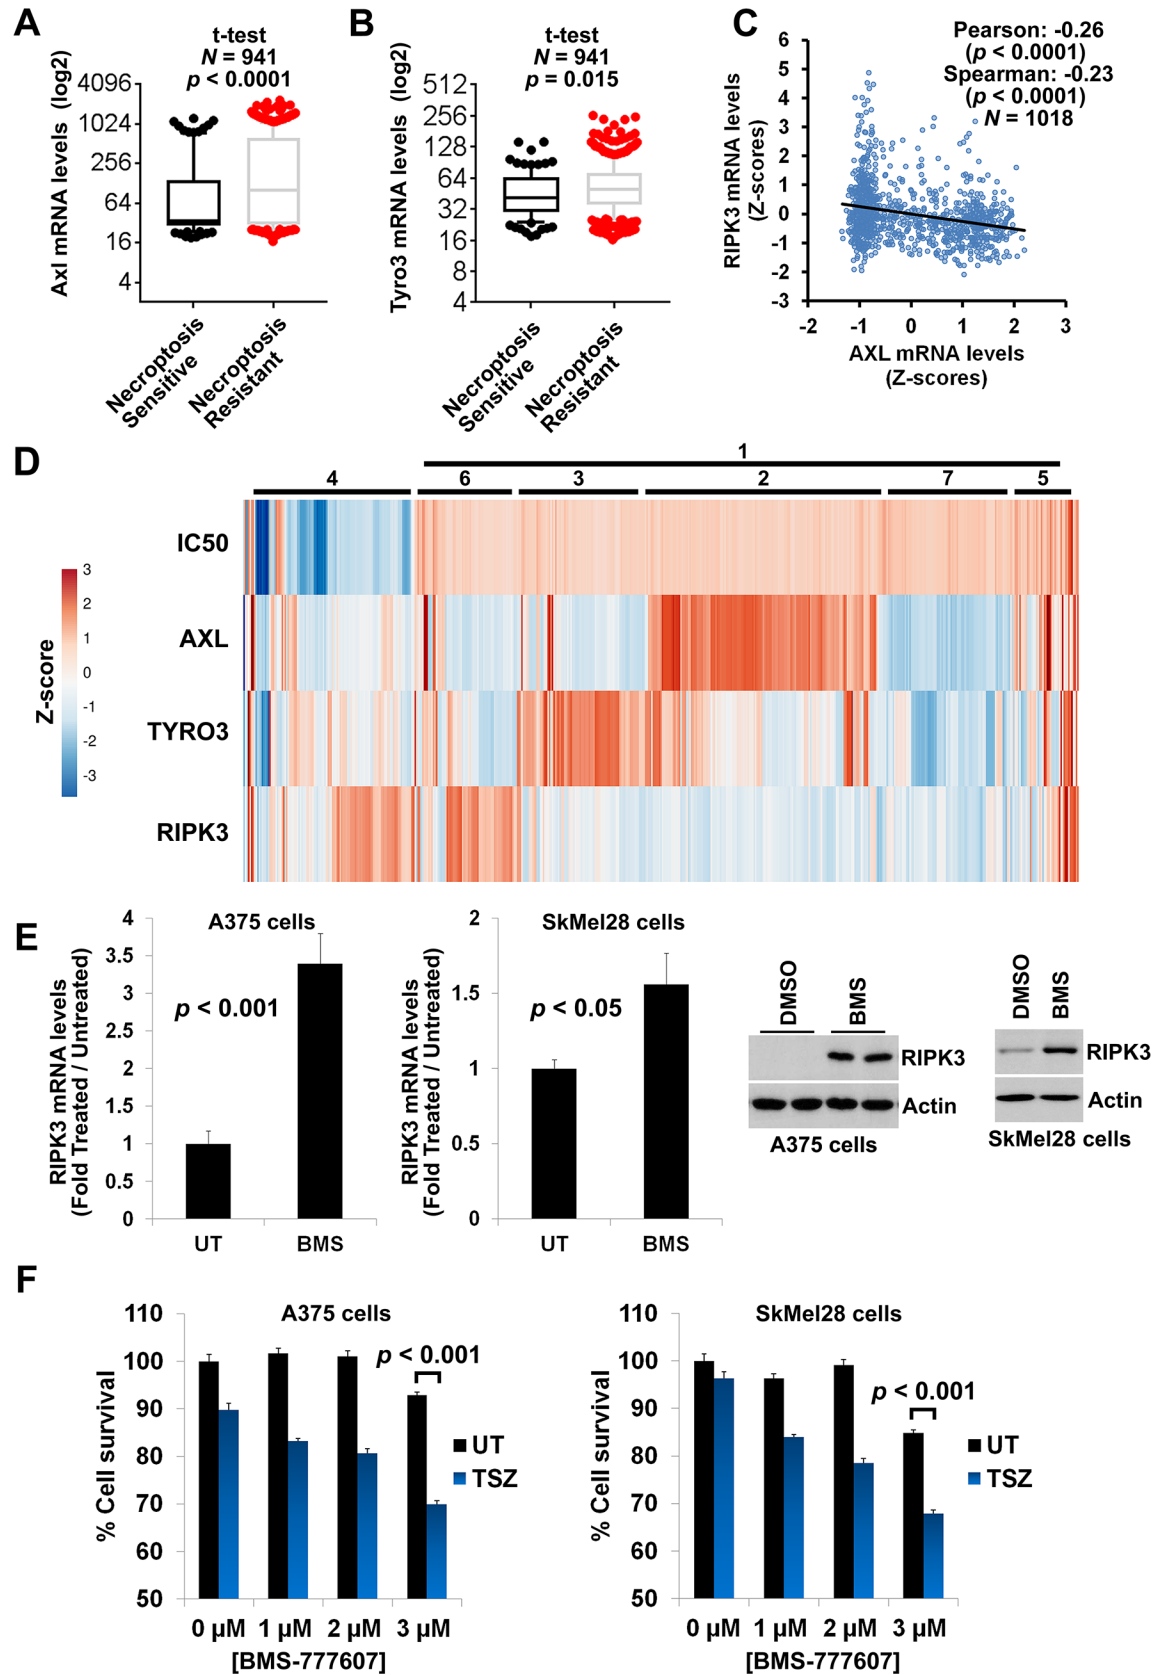 A
t-test
N = 941
p < 0.0001
Axl mRNA levels (log2)
4096
1024
256
64
16
4
Necroptosis
Sensitive
Necroptosis
Resistant
B
t-test
N = 941
p = 0.015
Tyro3 mRNA levels (log2)
512
256
128
64
32
16
8
4
Necroptosis
Sensitive
Necroptosis
Resistant
C
Pearson: -0.26
(p < 0.0001)
Spearman: -0.23
(p < 0.0001)
N = 1018
RIPK3 mRNA levels
(Z-scores)
6
5
4
3
2
1
0
-1
-2
-3
-2 -1 0 1 2 3
AXL mRNA levels
(Z-scores)
D
1
4 6 3 2 7 5
IC50
AXL
TYRO3
RIPK3
Z-score
3
2
1
0
-1
-2
-3
E
A375 cells
RIPK3 mRNA levels
(Fold Treated / Untreated)
4
3.5
3
2.5
2
1.5
1
0.5
0
p < 0.001
UT BMS
SkMel28 cells
RIPK3 mRNA levels
(Fold Treated / Untreated)
2
1.5
1
0.5
0
p < 0.05
UT BMS
DMSO
BMS
RIPK3
Actin
A375 cells
DMSO
BMS
RIPK3
Actin
SkMel28 cells
F
A375 cells
% Cell survival
110
100
90
80
70
60
50
p < 0.001
UT
TSZ
0 µM 1 µM 2 µM 3 µM
[BMS-777607]
SkMel28 cells
% Cell survival
110
100
90
80
70
60
50
p < 0.001
UT
TSZ
0 µM 1 µM 2 µM 3 µM
[BMS-777607]